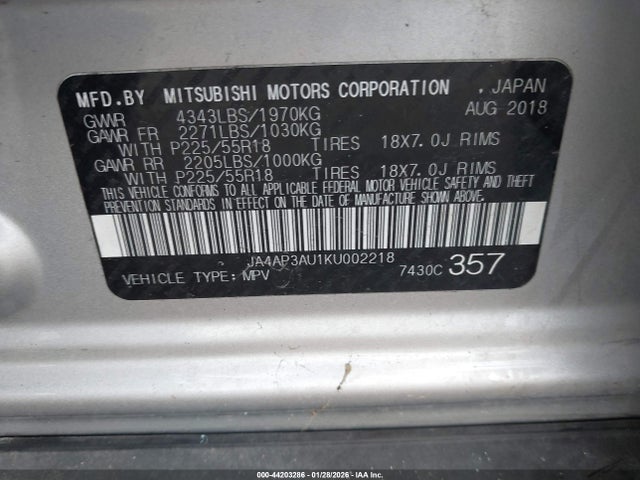 MFD.BY MITSUBISHI MOTORS CORPORATION , JAPAN
GVWR 4343LBS/1970KG AUG 2018
GAWR FR 2271LBS/1030KG
WITH P225/55R18 TIRES 18X7.0J RIMS
GAWR RR 2205LBS/1000KG
WITH P225/55R18 TIRES 18X7.0J RIMS
THIS VEHICLE CONFORMS TO ALL APPLICABLE FEDERAL MOTOR VEHICLE SAFETY AND THEFT
PREVENTION STANDARDS IN EFFECT ON THE DATE OF MANUFACTURE SHOWN ABOVE.
JA4AP3AU1KU002218
VEHICLE TYPE: MPV 7430C 357
000-44203286 - 01/28/2026 - IAAI.COM